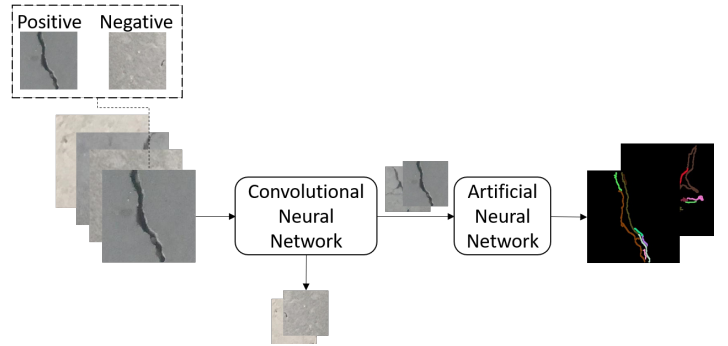 Positive Negative
Convolutional
Neural
Network
Artificial
Neural
Network